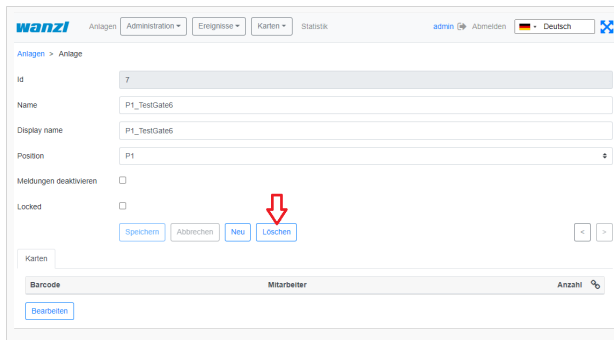 wanzl Anlagen Administration Ereignisse Karten Statistik admin Abmelden Deutsch
Anlagen > Anlage
Id 7
Name P1_TestGate6
Display name P1_TestGate6
Position P1
Meldungen deaktivieren
Locked
Speichern Abbrechen Neu Löschen < >
Karten
Barcode Mitarbeiter Anzahl
Bearbeiten